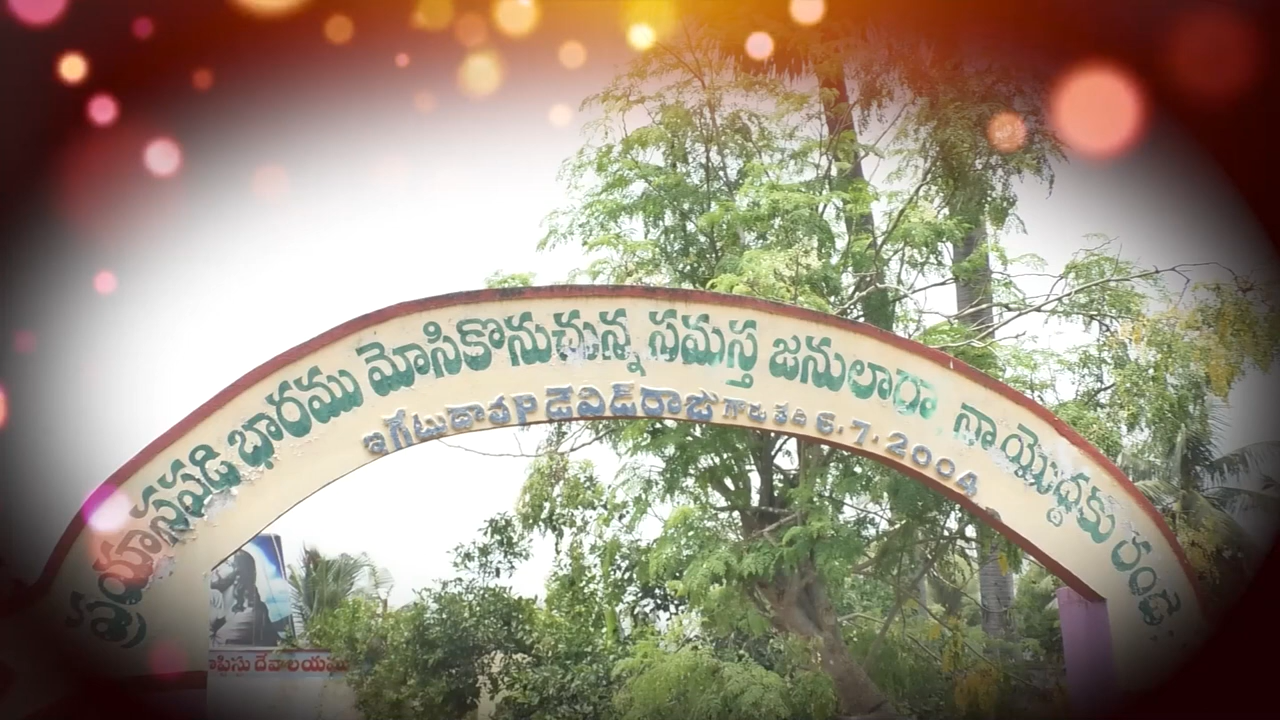 ప్రయాసపడి భారము మోసికొనుచున్న సమస్త జనులారా నాయొద్దకు రండి
ఇ గేటు దాత P డెవిడ్ రాజు గారు తేది 6.7.2004
దేవాలయము